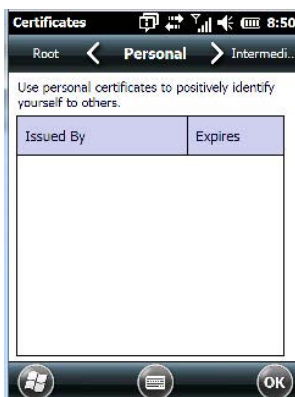 Certificates 8:50
Root Personal Intermedi..
Use personal certificates to positively identify
yourself to others.
Issued By Expires
OK